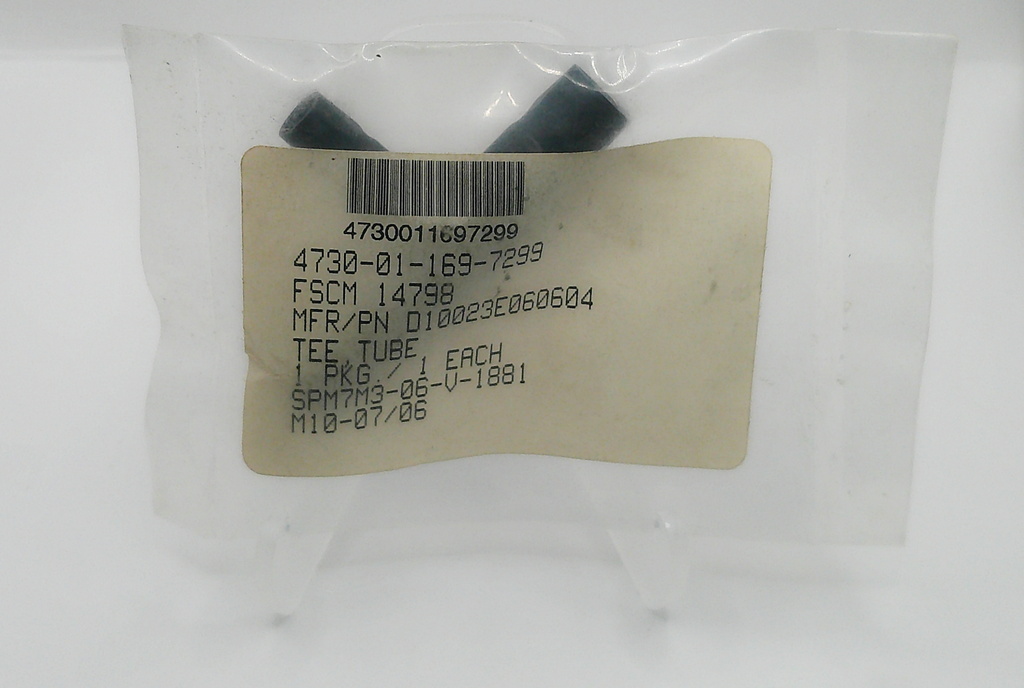 4730011697299
4730-01-169-7299
FSCM 14798
MFR/PN D10023E060604
TEE, TUBE
1 PKG. / 1 EACH
SPM7M3-06-V-1881
M10-07/06